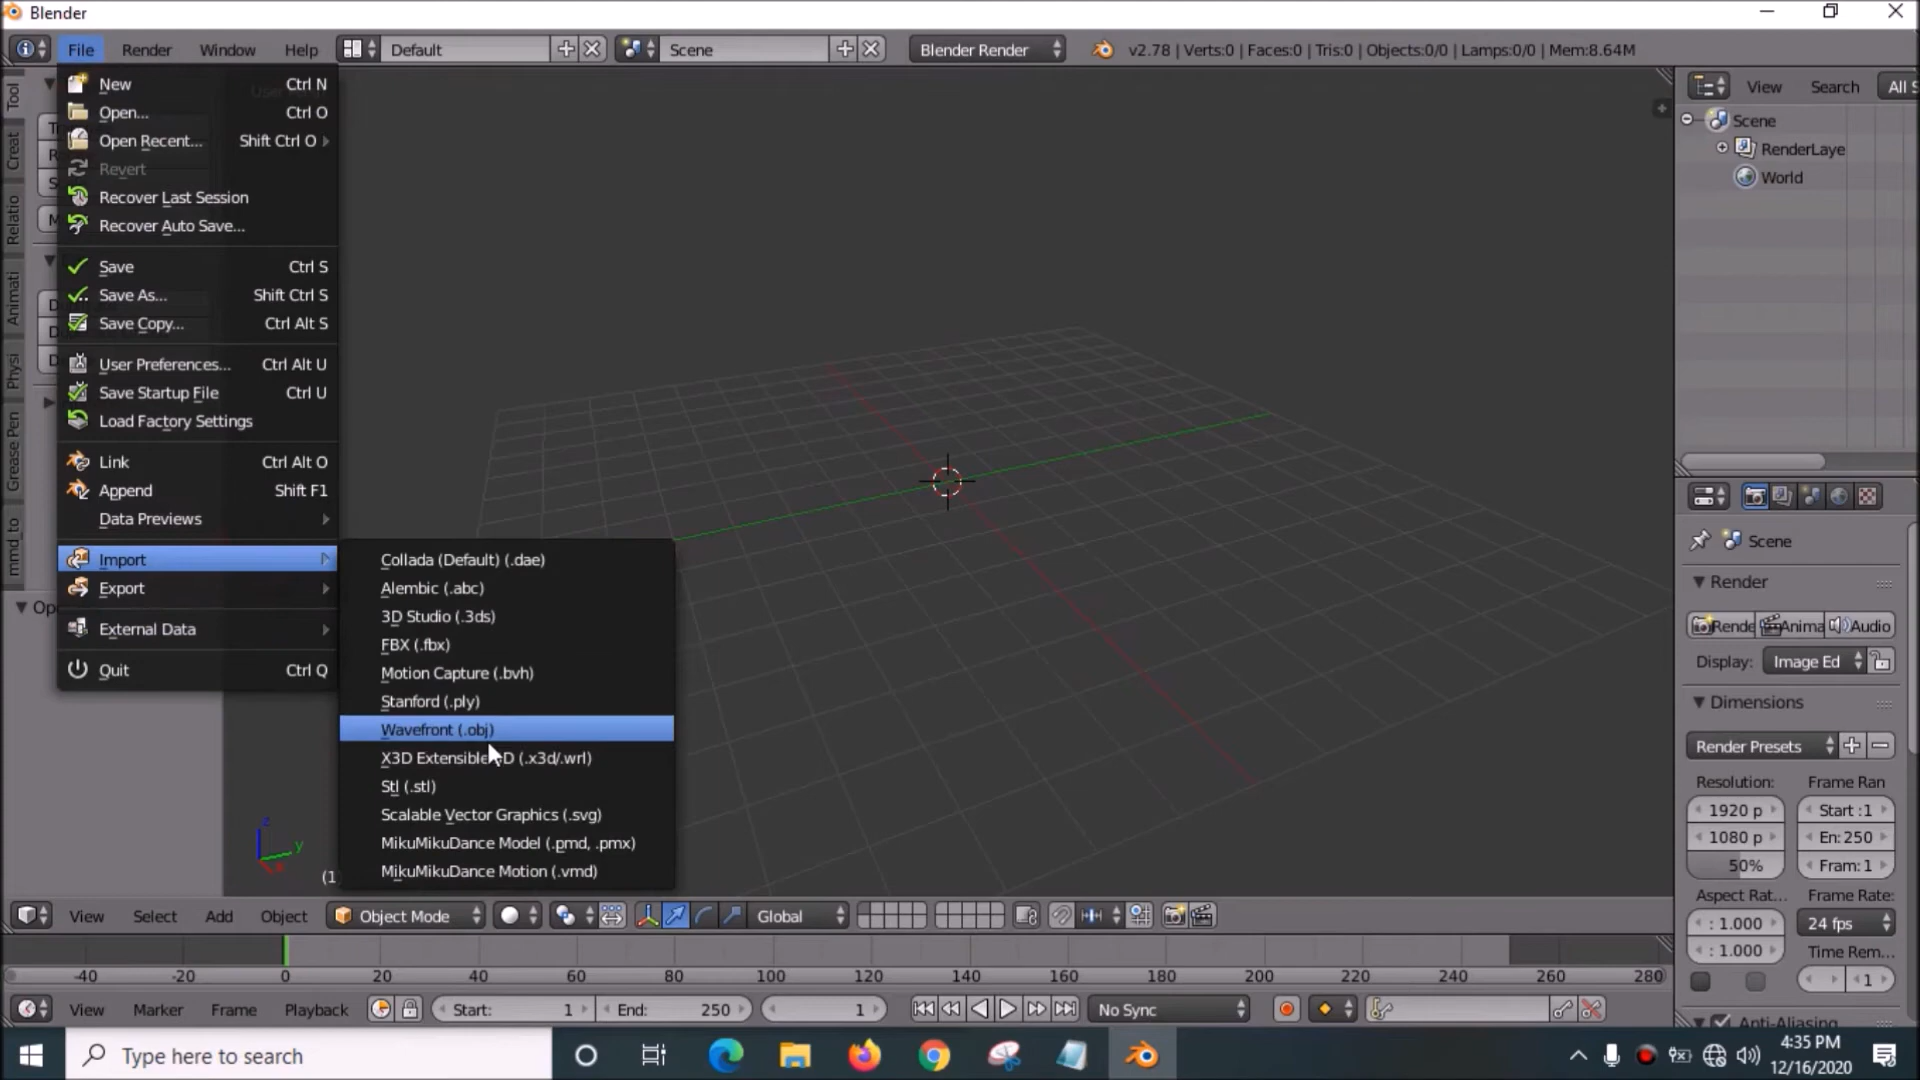 Blender
File Render Window Help Default Scene Blender Render v2.78 | Verts:0 | Faces:0 | Tris:0 | Objects:0/0 | Lamps:0/0 | Mem:8.64M
New Ctrl N
Open... Ctrl O
Open Recent... Shift Ctrl O
Revert
Recover Last Session
Recover Auto Save...
Save Ctrl S
Save As... Shift Ctrl S
Save Copy... Ctrl Alt S
User Preferences... Ctrl Alt U
Save Startup File Ctrl U
Load Factory Settings
Link Ctrl Alt O
Append Shift F1
Data Previews
Import
Export
External Data
Quit Ctrl Q
Collada (Default) (.dae)
Alembic (.abc)
3D Studio (.3ds)
FBX (.fbx)
Motion Capture (.bvh)
Stanford (.ply)
Wavefront (.obj)
X3D Extensible D (.x3d/.wrl)
Stl (.stl)
Scalable Vector Graphics (.svg)
MikuMikuDance Model (.pmd, .pmx)
MikuMikuDance Motion (.vmd)
Tool
Creat
Relatio
Animati
Physi
Grease Pen
mmd_to
Op
z
y
(1
View Search All S
Scene
RenderLaye
World
Scene
Render
Rende Anima Audio
Display: Image Ed
Dimensions
Render Presets
Resolution: Frame Ran
1920 p Start :1
1080 p En: 250
50% Fram: 1
Aspect Rat... Frame Rate:
: 1.000 24 fps
: 1.000 Time Rem...
1
Anti-Aliasing
View Select Add Object Object Mode Global
-40 -20 0 20 40 60 80 100 120 140 160 180 200 220 240 260 280
View Marker Frame Playback Start: 1 End: 250 1 No Sync
Type here to search
4:35 PM
12/16/2020